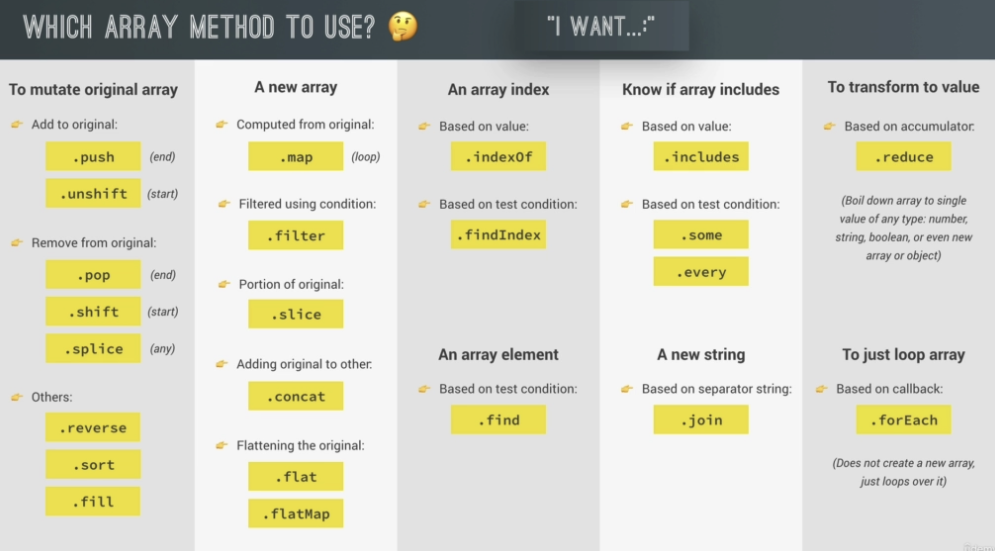 WHICH ARRAY METHOD TO USE?
"I WANT...:"
To mutate original array
Add to original:
.push (end)
.unshift (start)
Remove from original:
.pop (end)
.shift (start)
.splice (any)
Others:
.reverse
.sort
.fill
A new array
Computed from original:
.map (loop)
Filtered using condition:
.filter
Portion of original:
.slice
Adding original to other:
.concat
Flattening the original:
.flat
.flatMap
An array index
Based on value:
.indexOf
Based on test condition:
.findIndex
An array element
Based on test condition:
.find
Know if array includes
Based on value:
.includes
Based on test condition:
.some
.every
A new string
Based on separator string:
.join
To transform to value
Based on accumulator:
.reduce
(Boil down array to single
value of any type: number,
string, boolean, or even new
array or object)
To just loop array
Based on callback:
.forEach
(Does not create a new array,
just loops over it)